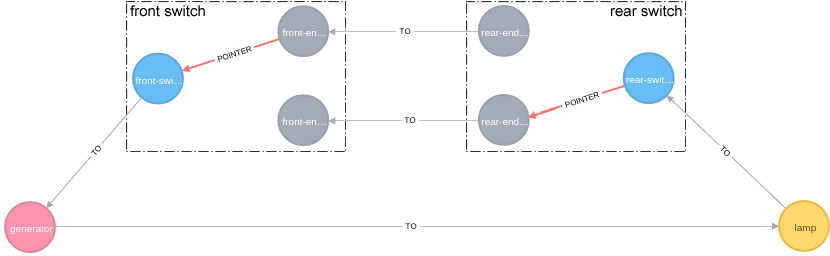 front switch
rear switch
front-en…
TO
rear-end…
POINTER
front-swi…
rear-swit…
POINTER
front-en…
TO
rear-end…
TO
TO
generator
TO
lamp